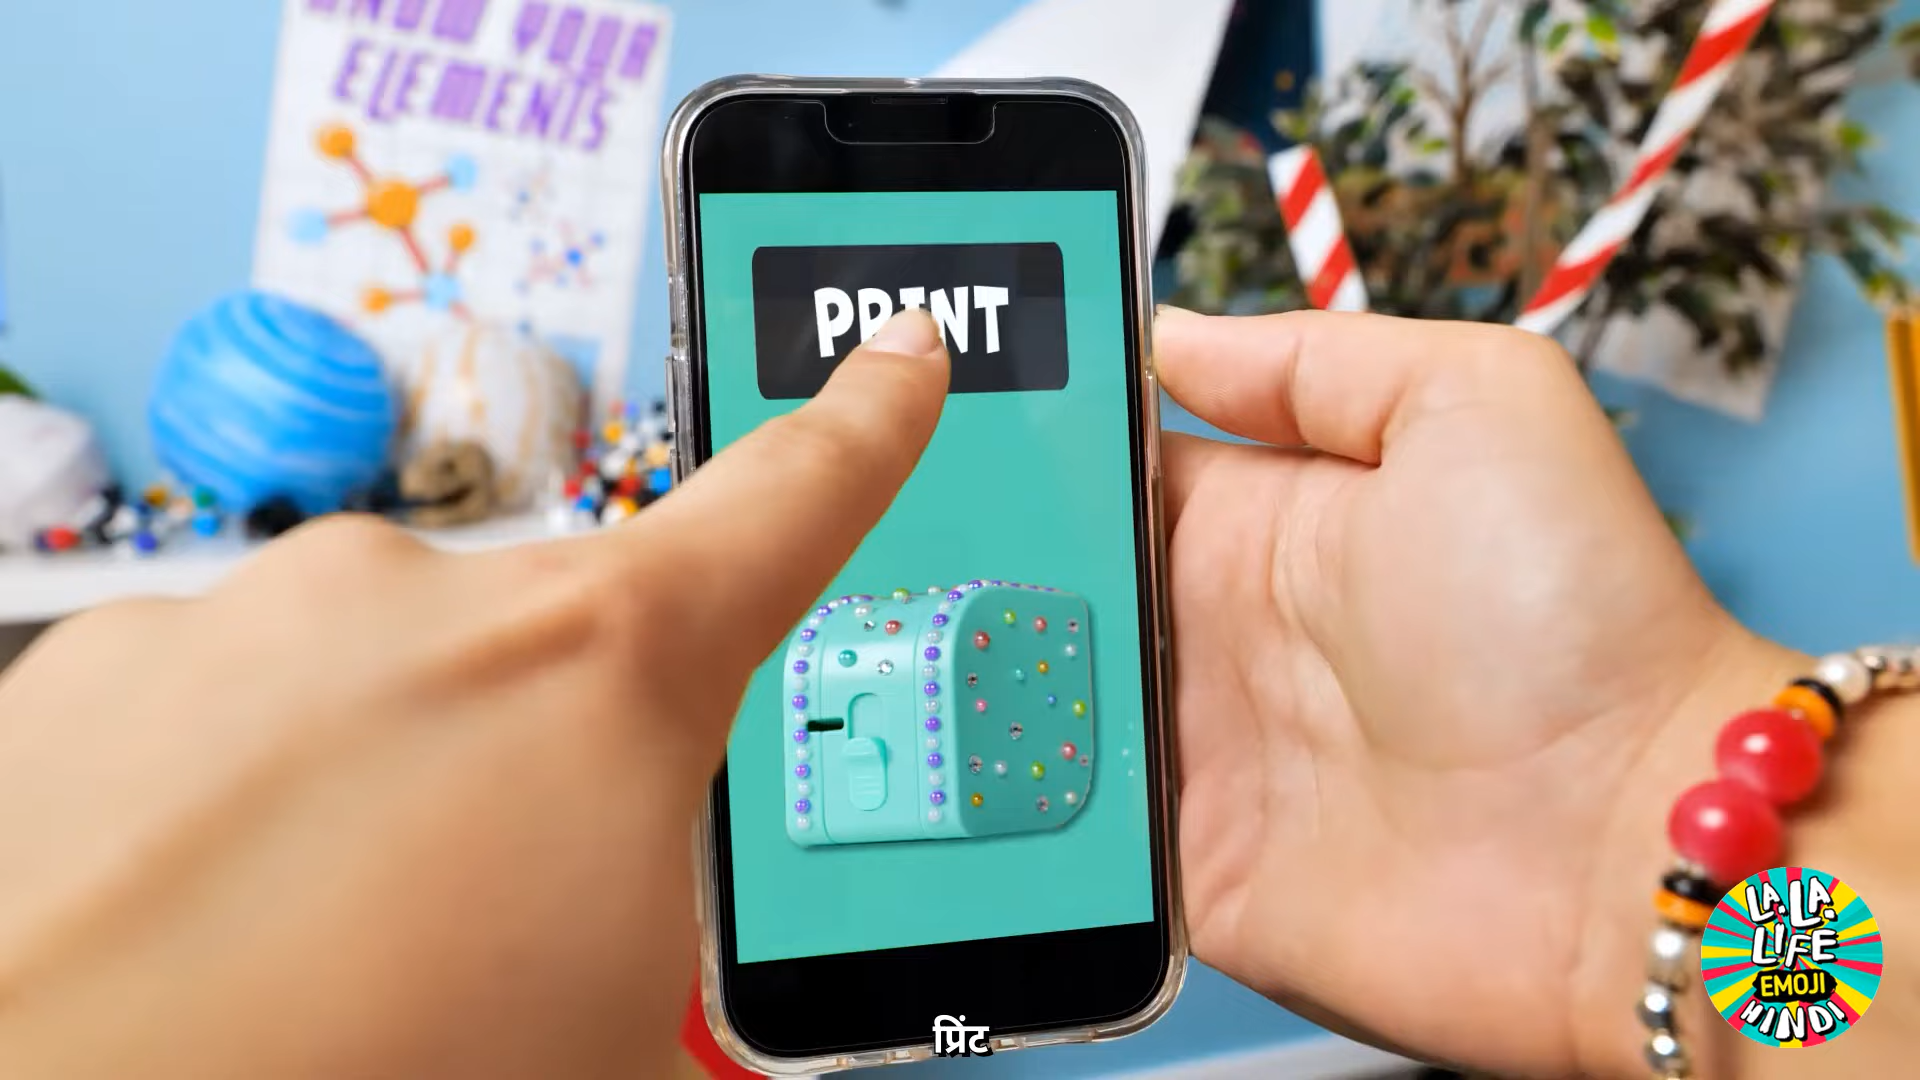 KNOW YOUR
ELEMENTS
PRINT
प्रिंट
LA LA
LIFE
EMOJI
HINDI